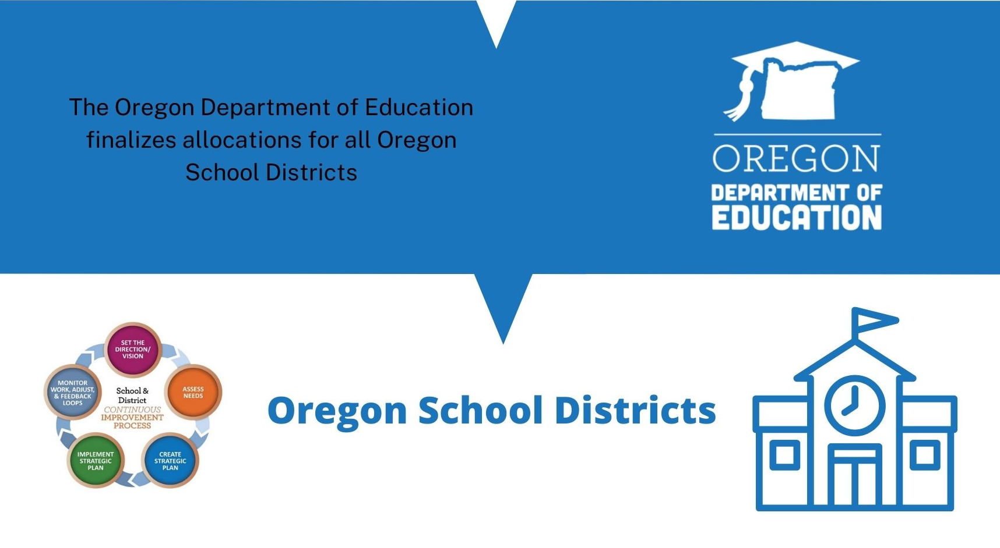 The Oregon Department of Education
finalizes allocations for all Oregon
School Districts
OREGON
DEPARTMENT OF
EDUCATION
SET THE
DIRECTION/
VISION
ASSESS
NEEDS
CREATE
STRATEGIC
PLAN
IMPLEMENT
STRATEGIC
PLAN
MONITOR
WORK, ADJUST,
& FEEDBACK
LOOPS
School &
District
CONTINUOUS
IMPROVEMENT
PROCESS
Oregon School Districts